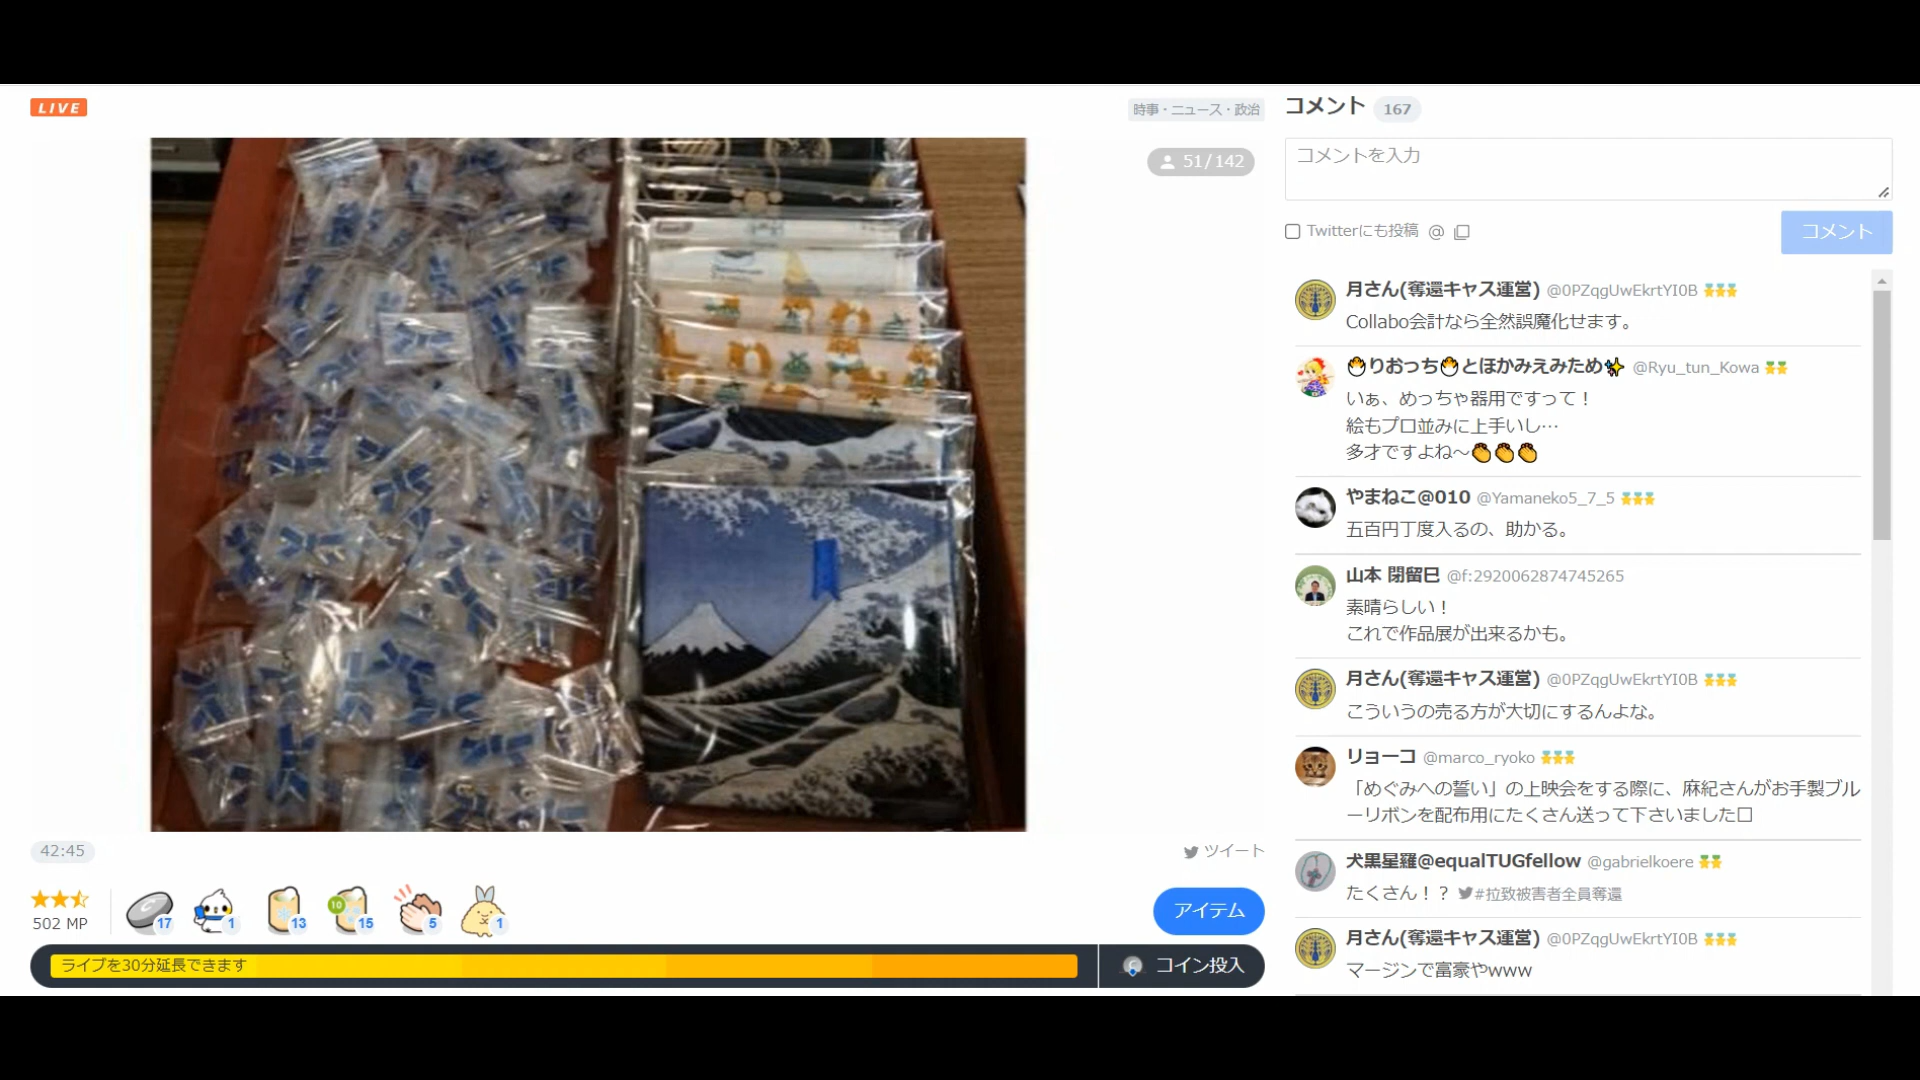 LIVE
時事・ニュース・政治
51/142
42:45
ツイート
502 MP
17
1
13
10
15
5
1
アイテム
ライブを30分延長できます
コイン投入
コメント 167
コメントを入力
Twitterにも投稿 @
コメント
月さん(奪還キャス運営) @0PZqgUwEkrtYI0B
Collabo会計なら全然誤魔化せます。
りおっちとほかみえみため @Ryu_tun_Kowa
いぁ、めっちゃ器用ですって！
絵もプロ並みに上手いし…
多才ですよね～
やまねこ@010 @Yamaneko5_7_5
五百円丁度入るの、助かる。
山本 閉留巳 @f:2920062874745265
素晴らしい！
これで作品展が出来るかも。
月さん(奪還キャス運営) @0PZqgUwEkrtYI0B
こういうの売る方が大切にするんよな。
リョーコ @marco_ryoko
「めぐみへの誓い」の上映会をする際に、麻紀さんがお手製ブル
ーリボンを配布用にたくさん送って下さいました
犬黒星羅@equalTUGfellow @gabrielkoere
たくさん！？ #拉致被害者全員奪還
月さん(奪還キャス運営) @0PZqgUwEkrtYI0B
マージンで富豪やwww